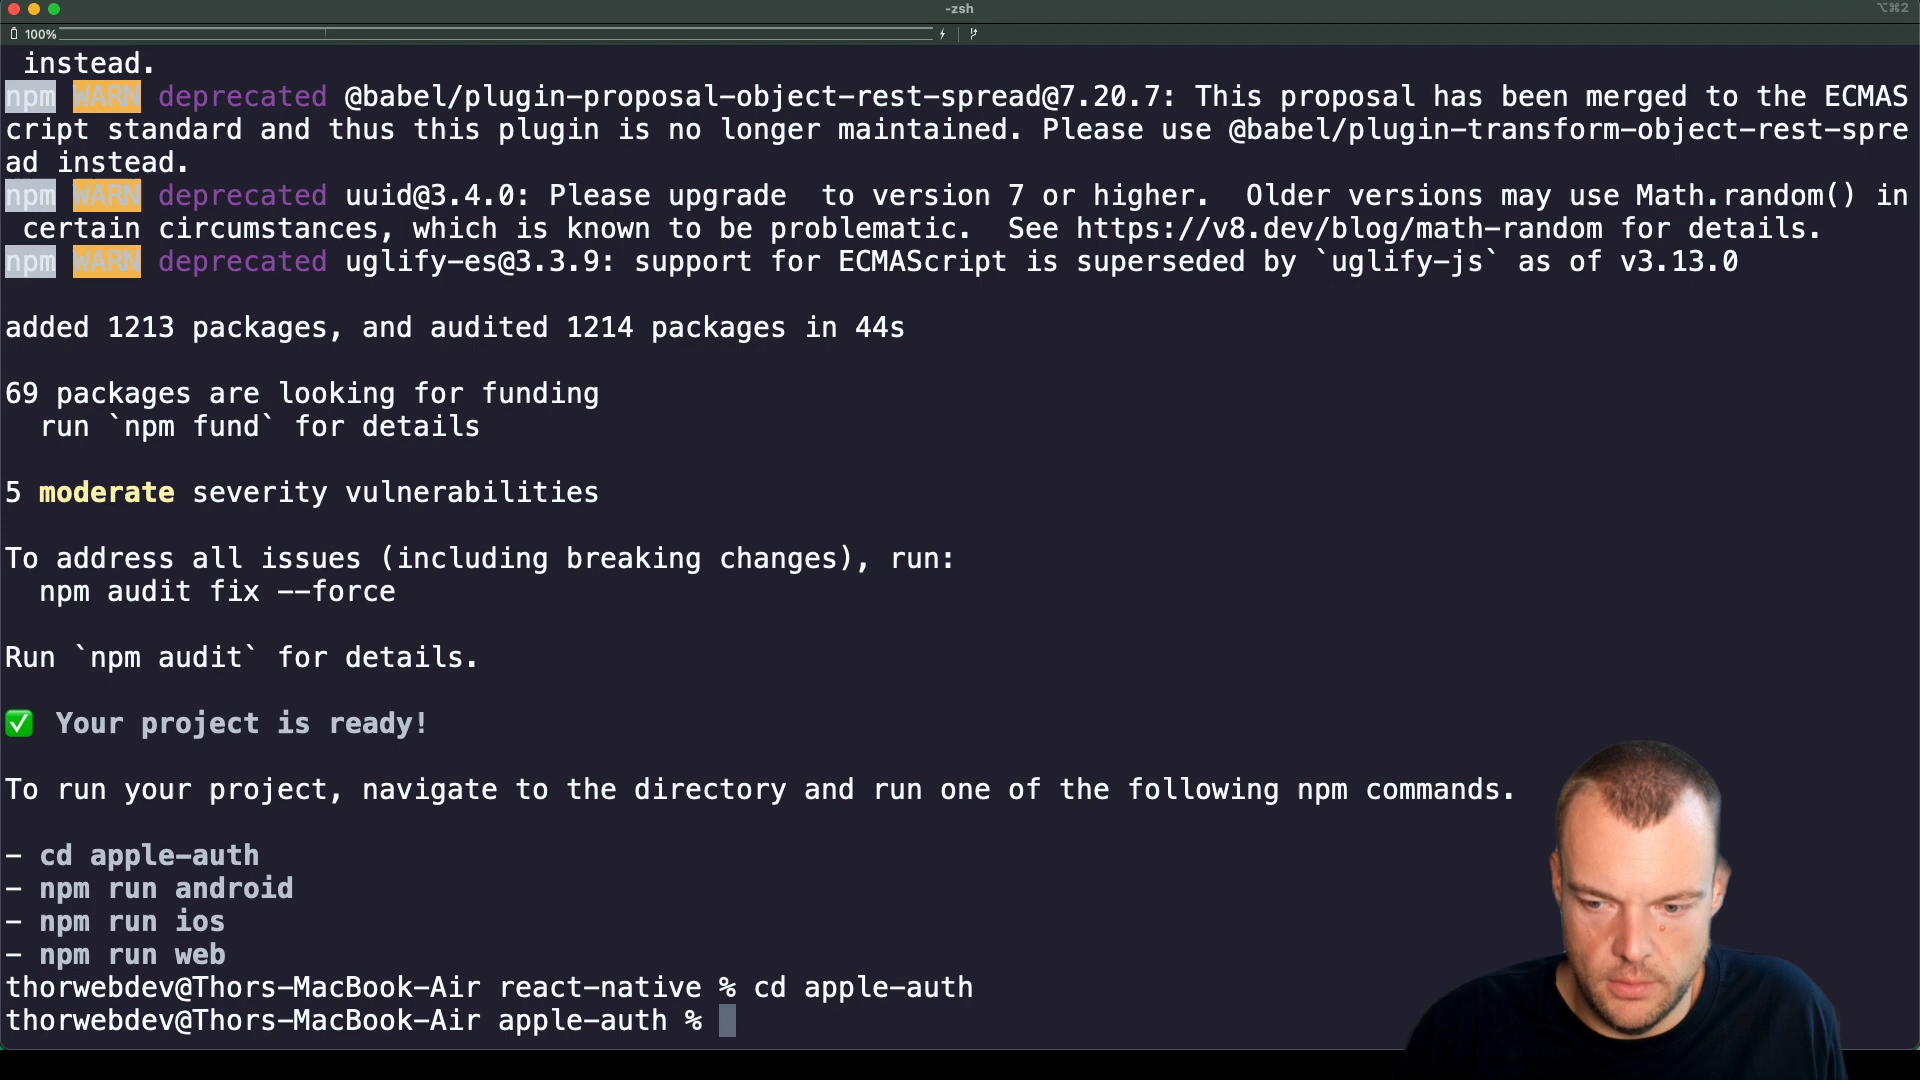 -zsh
⌥⌘2
100%
instead.
npm WARN deprecated @babel/plugin-proposal-object-rest-spread@7.20.7: This proposal has been merged to the ECMAS
cript standard and thus this plugin is no longer maintained. Please use @babel/plugin-transform-object-rest-spre
ad instead.
npm WARN deprecated uuid@3.4.0: Please upgrade  to version 7 or higher.  Older versions may use Math.random() in
certain circumstances, which is known to be problematic.  See https://v8.dev/blog/math-random for details.
npm WARN deprecated uglify-es@3.3.9: support for ECMAScript is superseded by `uglify-js` as of v3.13.0
added 1213 packages, and audited 1214 packages in 44s
69 packages are looking for funding
run `npm fund` for details
5 moderate severity vulnerabilities
To address all issues (including breaking changes), run:
npm audit fix --force
Run `npm audit` for details.
✅ Your project is ready!
To run your project, navigate to the directory and run one of the following npm commands.
- cd apple-auth
- npm run android
- npm run ios
- npm run web
thorwebdev@Thors-MacBook-Air react-native % cd apple-auth
thorwebdev@Thors-MacBook-Air apple-auth %